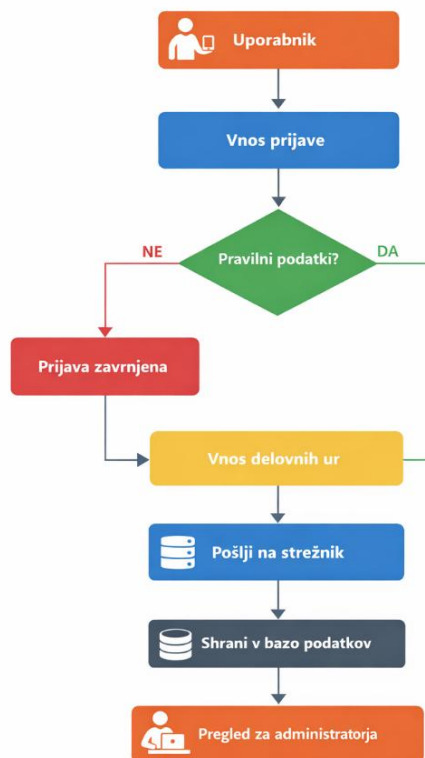 Uporabnik
Vnos prijave
Pravilni podatki?
NE
DA
Prijava zavrnjena
Vnos delovnih ur
Pošlji na strežnik
Shrani v bazo podatkov
Pregled za administratorja